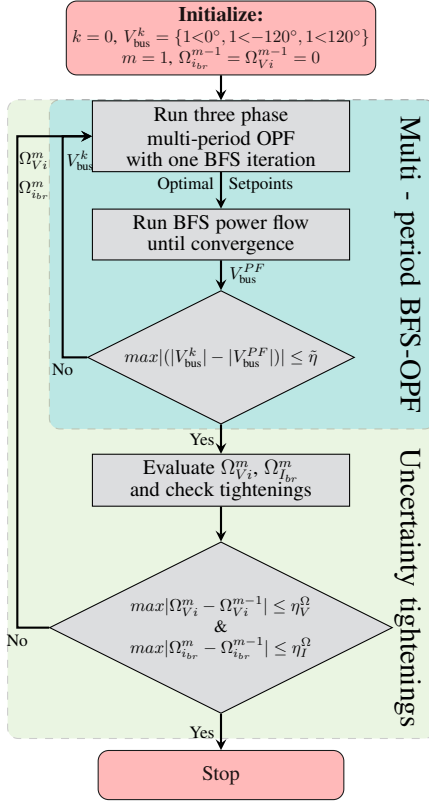 Initialize:
k = 0, V_bus^k = {1<0°, 1<−120°, 1<120°}
m = 1, Ω_{i_br}^{m−1} = Ω_{Vi}^{m−1} = 0
Run three phase
multi-period OPF
with one BFS iteration
Ω_{Vi}^m
V_bus^k
Ω_{i_br}^m
Optimal Setpoints
Run BFS power flow
until convergence
V_bus^{PF}
max|(|V_bus^k| − |V_bus^{PF}|)| ≤ η̃
No
Yes
Multi - period BFS-OPF
Evaluate Ω_{Vi}^m, Ω_{I_br}^m
and check tightenings
max|Ω_{Vi}^m − Ω_{Vi}^{m−1}| ≤ η_V^Ω
&
max|Ω_{i_br}^m − Ω_{i_br}^{m−1}| ≤ η_I^Ω
No
Yes
Uncertainty tightenings
Stop